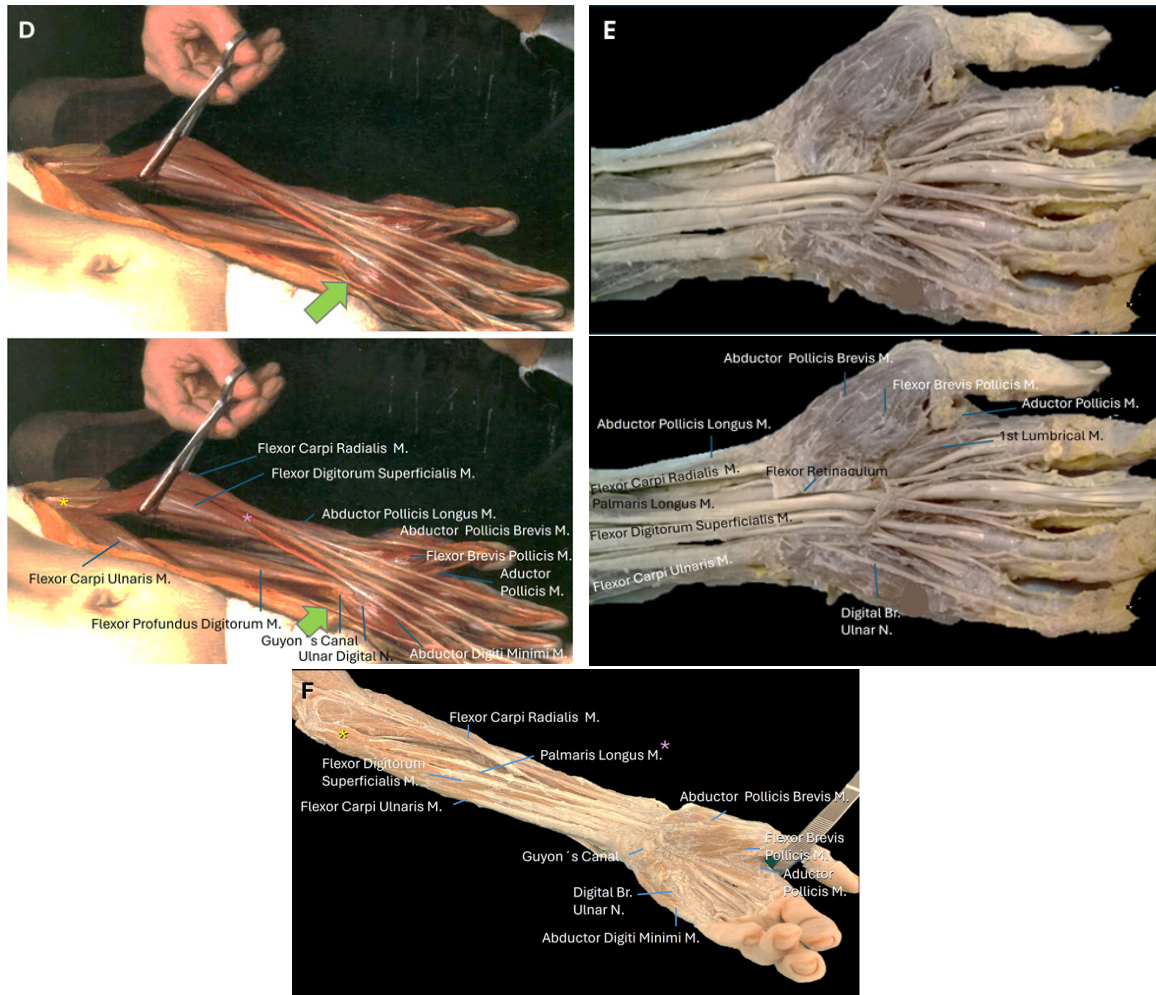 D
E
Flexor Carpi Radialis M.
Flexor Digitorum Superficialis M.
*
*
Abductor Pollicis Longus M.
Abductor Pollicis Brevis M.
Flexor Brevis Pollicis M.
Aductor
Pollicis M.
Flexor Carpi Ulnaris M.
Flexor Profundus Digitorum M.
Guyon´s Canal
Ulnar Digital N.
Abductor Digiti Minimi M.
Abductor Pollicis Brevis M.
Flexor Brevis Pollicis M.
Aductor Pollicis M.
Abductor Pollicis Longus M.
1st Lumbrical M.
Flexor Carpi Radialis M.
Flexor Retinaculum
Palmaris Longus M.
Flexor Digitorum Superficialis M.
Flexor Carpi Ulnaris M.
Digital Br.
Ulnar N.
F
Flexor Carpi Radialis M.
*
Palmaris Longus M.*
Flexor Digitorum
Superficialis M.
Flexor Carpi Ulnaris M.
Abductor Pollicis Brevis M.
Flexor Brevis
Pollicis M.
Guyon´s Canal
Aductor
Pollicis M.
Digital Br.
Ulnar N.
Abductor Digiti Minimi M.